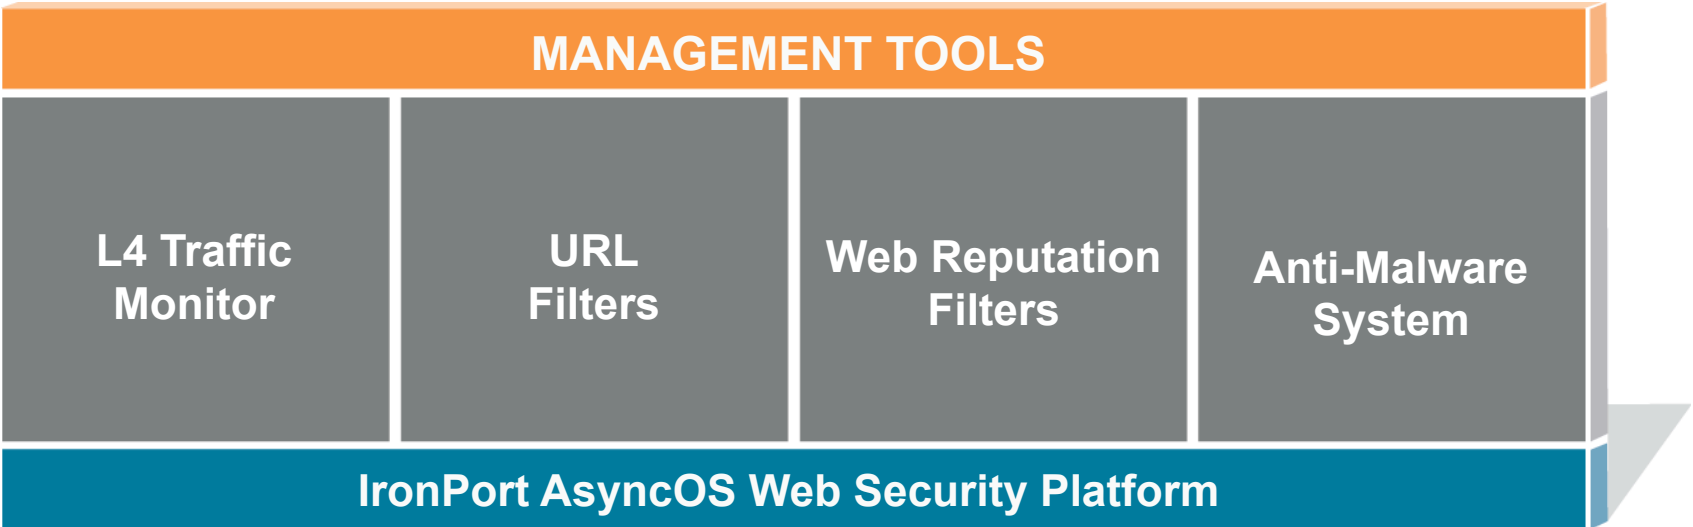 MANAGEMENT TOOLS
L4 Traffic
Monitor
URL
Filters
Web Reputation
Filters
Anti-Malware
System
IronPort AsyncOS Web Security Platform